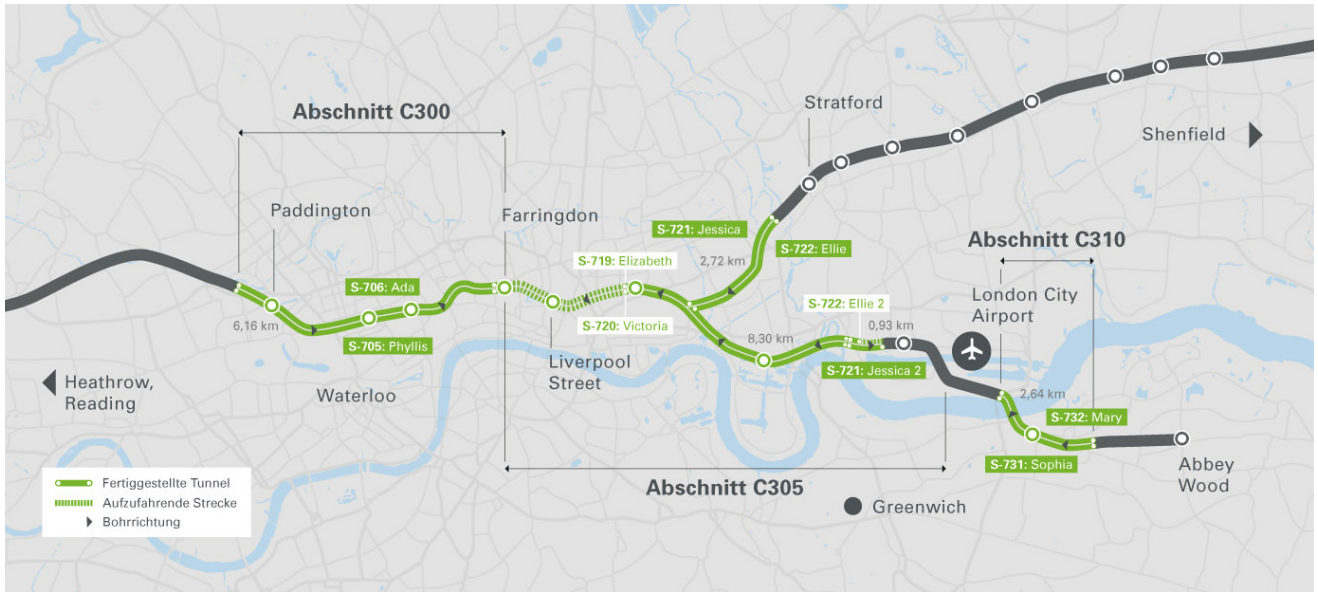 Abschnitt C300
Stratford
Shenfield
Paddington
Farringdon
S-721: Jessica
S-722: Ellie
Abschnitt C310
S-719: Elizabeth
2,72 km
S-706: Ada
London City
Airport
S-722: Ellie 2
0,93 km
6,16 km
S-720: Victoria
8,30 km
S-705: Phyllis
Liverpool
Street
S-721: Jessica 2
Heathrow,
Reading
Waterloo
2,64 km
S-732: Mary
S-731: Sophia
Abbey
Wood
Abschnitt C305
Greenwich
Fertiggestellte Tunnel
Aufzufahrende Strecke
Bohrrichtung